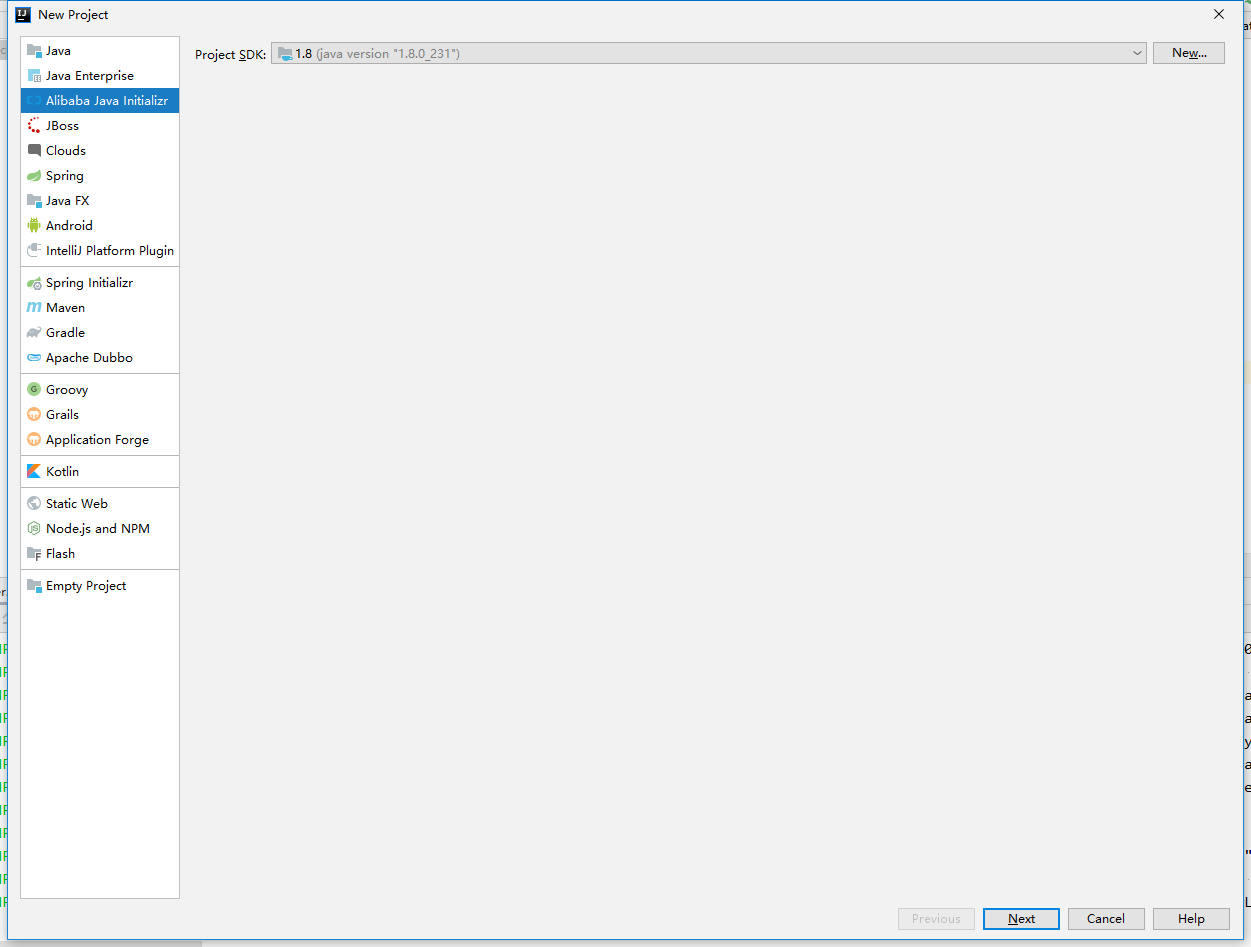 New Project
Java
Java Enterprise
Alibaba Java Initializr
JBoss
Clouds
Spring
Java FX
Android
IntelliJ Platform Plugin
Spring Initializr
Maven
Gradle
Apache Dubbo
Groovy
Grails
Application Forge
Kotlin
Static Web
Node.js and NPM
Flash
Empty Project
Project SDK: 1.8 (java version "1.8.0_231") New...
Previous Next Cancel Help